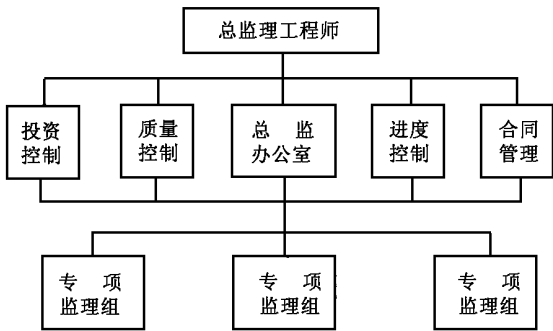 总监理工程师
投资
控制
质量
控制
总 监
办公室
进度
控制
合同
管理
专 项
监理组
专 项
监理组
专 项
监理组